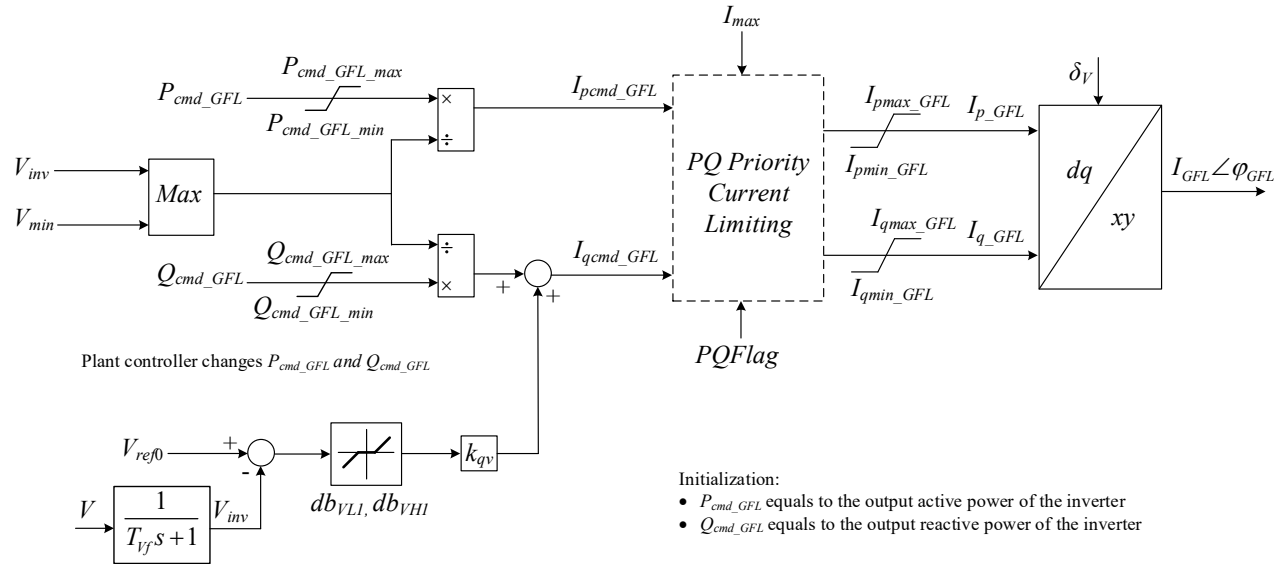 I_max
P_cmd_GFL_max
P_cmd_GFL
×
I_pcmd_GFL
δ_V
P_cmd_GFL_min
÷
I_pmax_GFL
I_p_GFL
V_inv
Max
PQ Priority
Current
Limiting
I_pmin_GFL
dq
I_GFL∠φ_GFL
V_min
xy
Q_cmd_GFL_max
÷
I_qmax_GFL
I_q_GFL
Q_cmd_GFL
×
+
I_qcmd_GFL
+
I_qmin_GFL
Q_cmd_GFL_min
PQFlag
Plant controller changes P_cmd_GFL and Q_cmd_GFL
V_ref0
+
-
k_qv
V
1
T_Vf s+1
V_inv
db_VL1, db_VH1
Initialization:
• P_cmd_GFL equals to the output active power of the inverter
• Q_cmd_GFL equals to the output reactive power of the inverter